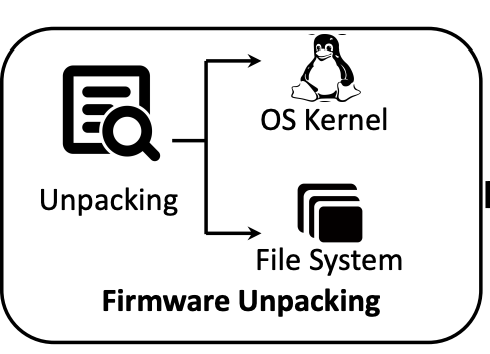 OS Kernel
Unpacking
File System
Firmware Unpacking